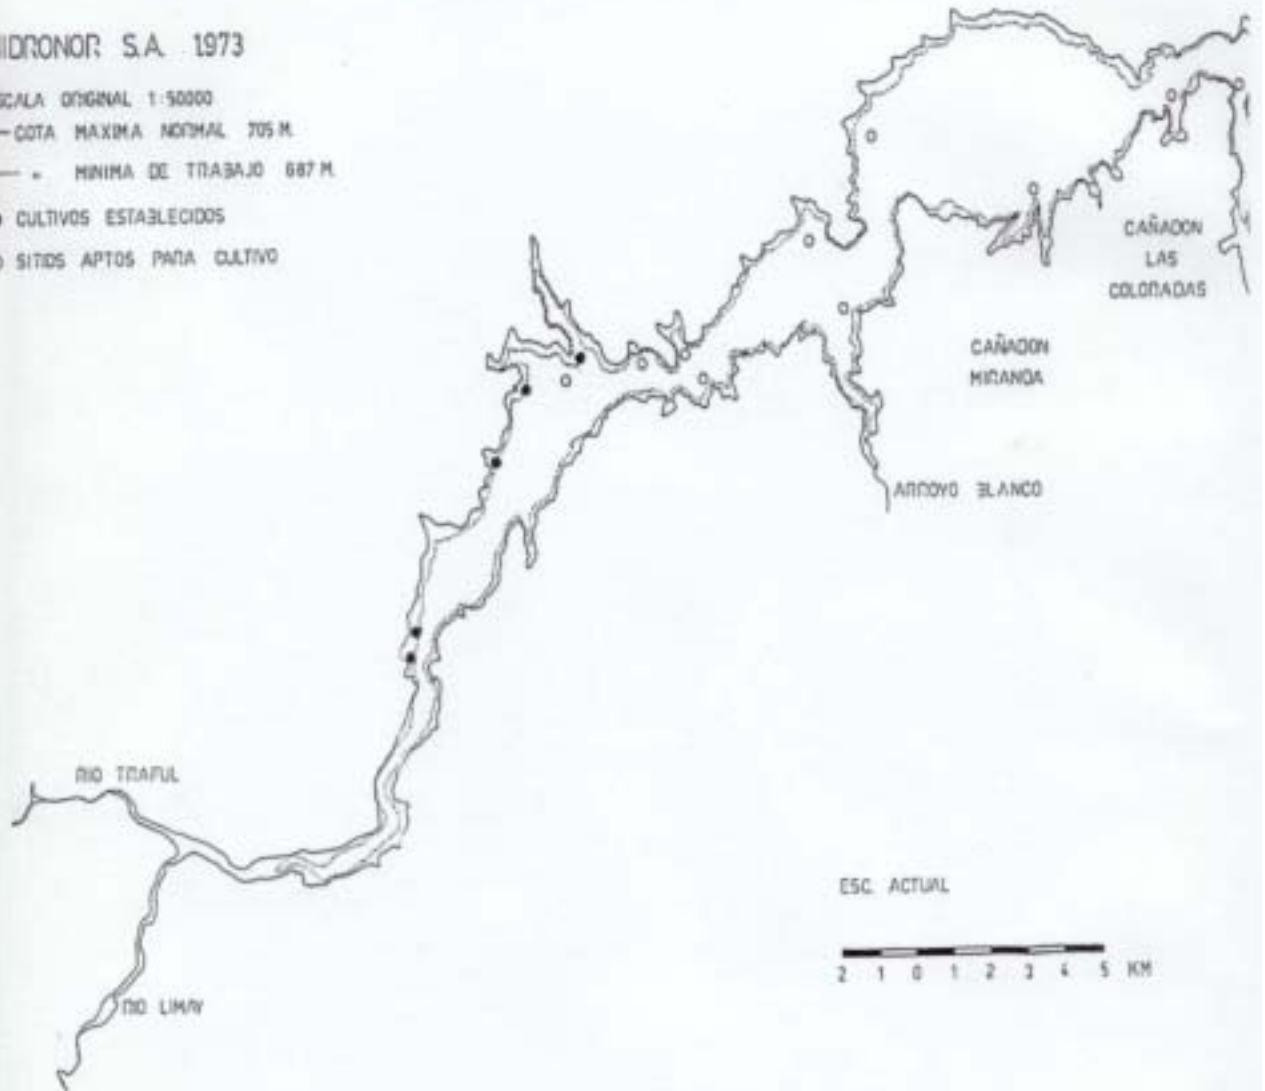 IDRONOR S.A. 1973
SCALA ORIGINAL 1:50000
COTA MAXIMA NORMAL 705 M.
" MINIMA DE TRABAJO 687 M.
CULTIVOS ESTABLECIDOS
SITIOS APTOS PARA CULTIVO
CAÑADON
LAS
COLORADAS
CAÑADON
MIRANDA
ARROYO BLANCO
RIO TRAFUL
RIO LIMAY
ESC. ACTUAL
2 1 0 1 2 3 4 5 KM